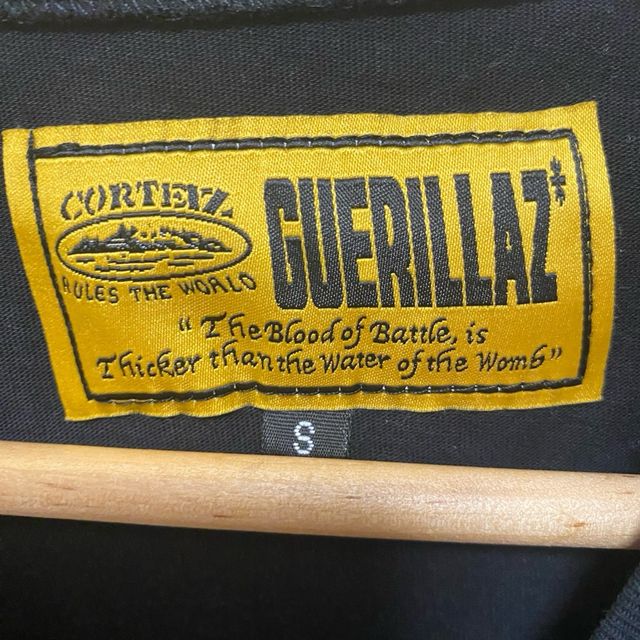 CORTEIZ
RULES THE WORLD
GUERILLAZ
“The Blood of Battle, is
Thicker than the Water of the Womb”
S